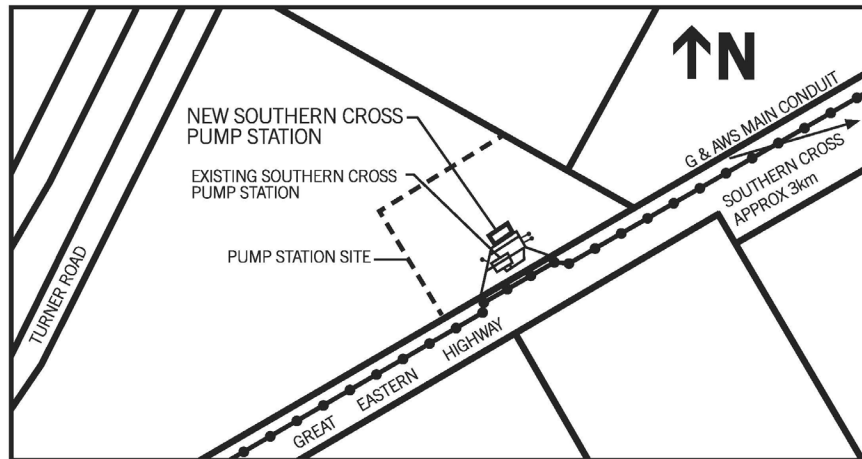 N
NEW SOUTHERN CROSS
PUMP STATION
EXISTING SOUTHERN CROSS
PUMP STATION
PUMP STATION SITE
TURNER ROAD
G & AWS MAIN CONDUIT
SOUTHERN CROSS
APPROX 3km
GREAT EASTERN HIGHWAY